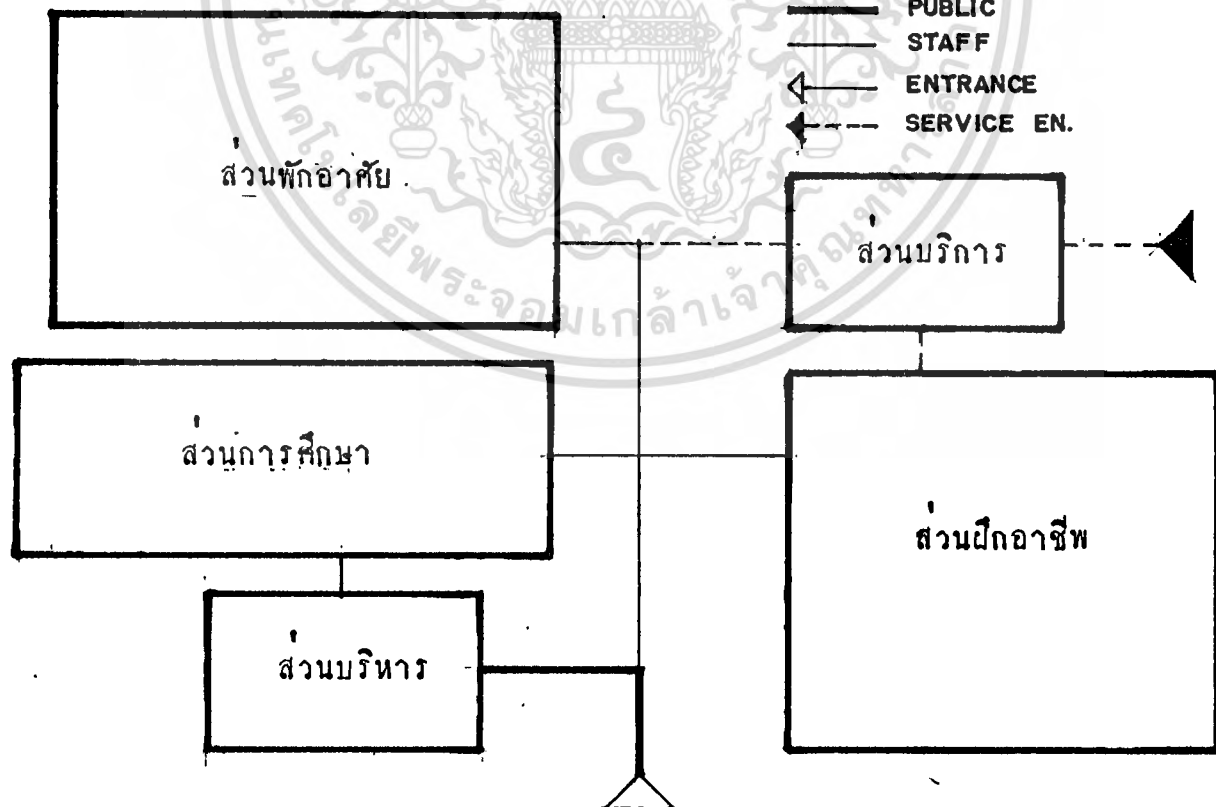 PUBLIC
STAFF
ENTRANCE
SERVICE EN.
ส่วนพักอาศัย
ส่วนบริการ
ส่วนการศึกษา
ส่วนฝึกอาชีพ
ส่วนบริหาร